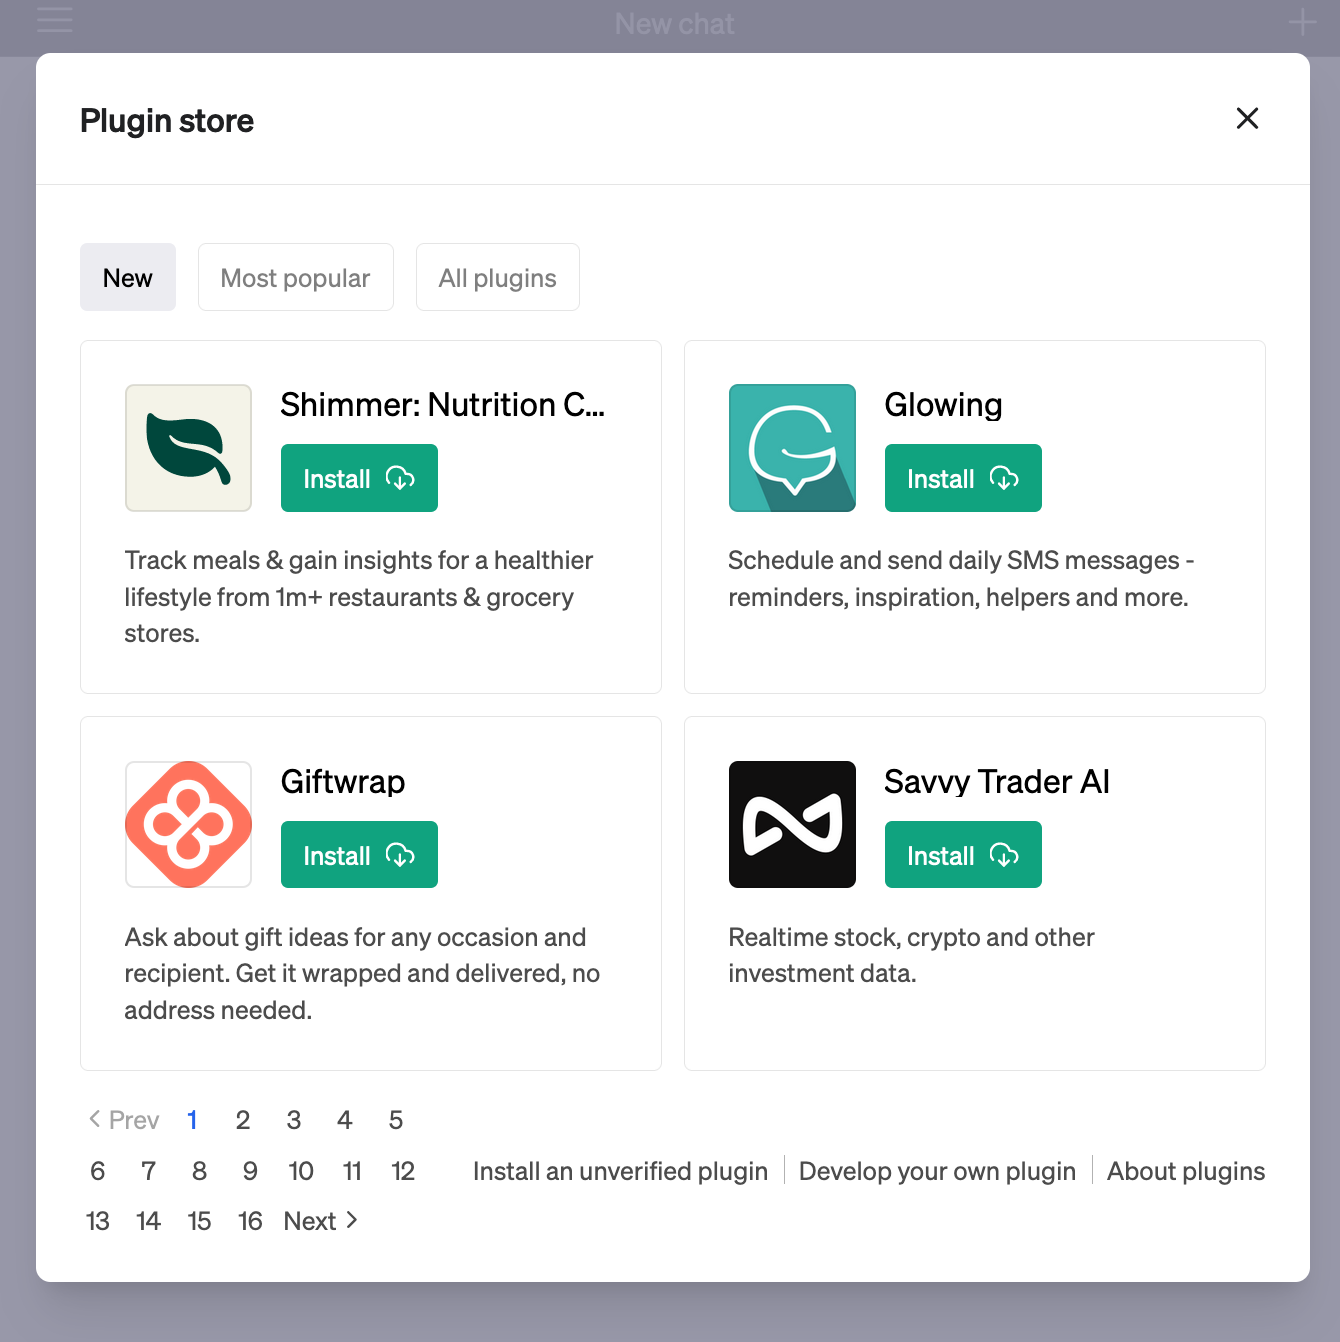 New chat
Plugin store
New
Most popular
All plugins
Shimmer: Nutrition C...
Install
Track meals & gain insights for a healthier
lifestyle from 1m+ restaurants & grocery
stores.
Glowing
Install
Schedule and send daily SMS messages -
reminders, inspiration, helpers and more.
Giftwrap
Install
Ask about gift ideas for any occasion and
recipient. Get it wrapped and delivered, no
address needed.
Savvy Trader AI
Install
Realtime stock, crypto and other
investment data.
Prev 1 2 3 4 5
6 7 8 9 10 11 12
13 14 15 16 Next
Install an unverified plugin
Develop your own plugin
About plugins